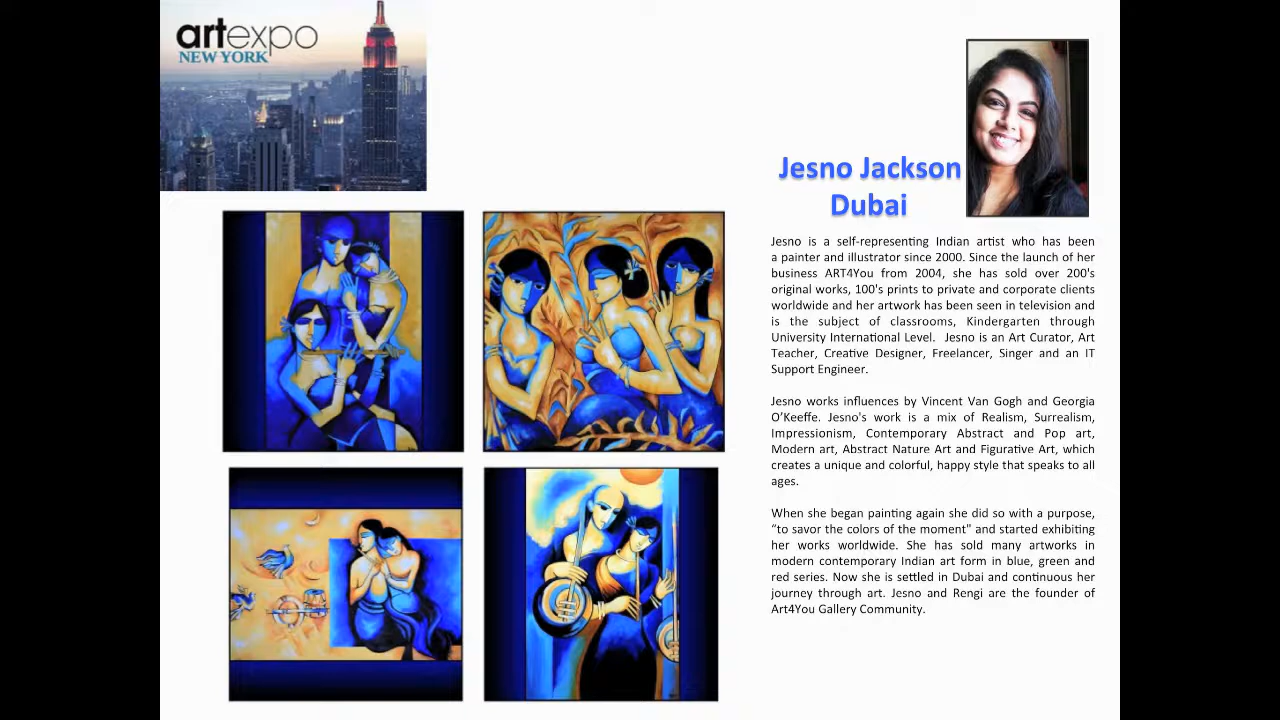 artexpo
NEW YORK
Jesno Jackson
Dubai
Jesno is a self-representing Indian artist who has been
a painter and illustrator since 2000. Since the launch of her
business ART4You from 2004, she has sold over 200's
original works, 100's prints to private and corporate clients
worldwide and her artwork has been seen in television and
is the subject of classrooms, Kindergarten through
University International Level. Jesno is an Art Curator, Art
Teacher, Creative Designer, Freelancer, Singer and an IT
Support Engineer.
Jesno works influences by Vincent Van Gogh and Georgia
O’Keeffe. Jesno's work is a mix of Realism, Surrealism,
Impressionism, Contemporary Abstract and Pop art,
Modern art, Abstract Nature Art and Figurative Art, which
creates a unique and colorful, happy style that speaks to all
ages.
When she began painting again she did so with a purpose,
“to savor the colors of the moment" and started exhibiting
her works worldwide. She has sold many artworks in
modern contemporary Indian art form in blue, green and
red series. Now she is settled in Dubai and continuous her
journey through art. Jesno and Rengi are the founder of
Art4You Gallery Community.